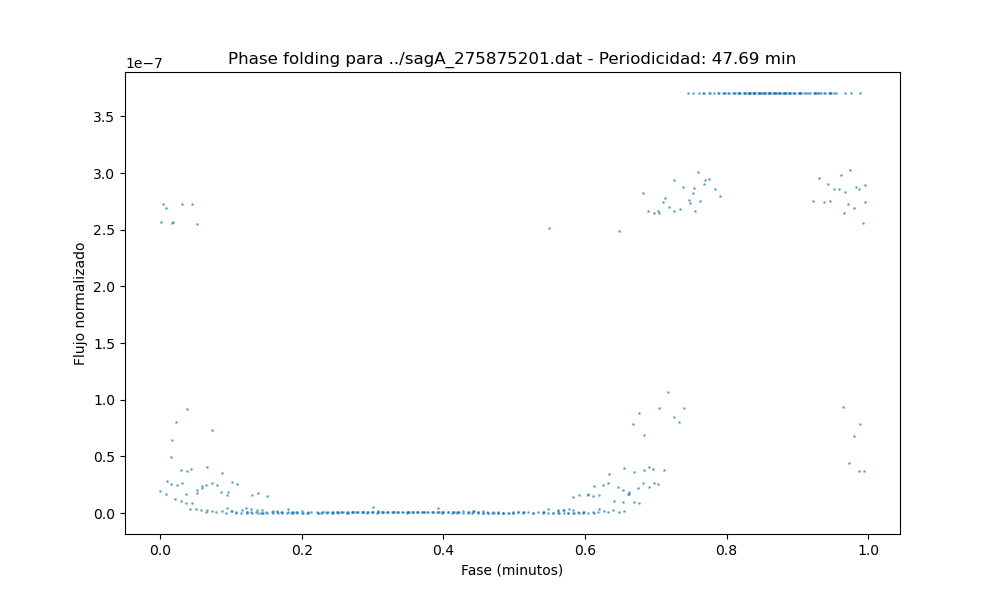 Phase folding para ../sagA_275875201.dat - Periodicidad: 47.69 min
1e−7
3.5
3.0
2.5
2.0
1.5
1.0
0.5
0.0
Flujo normalizado
0.0 0.2 0.4 0.6 0.8 1.0
Fase (minutos)